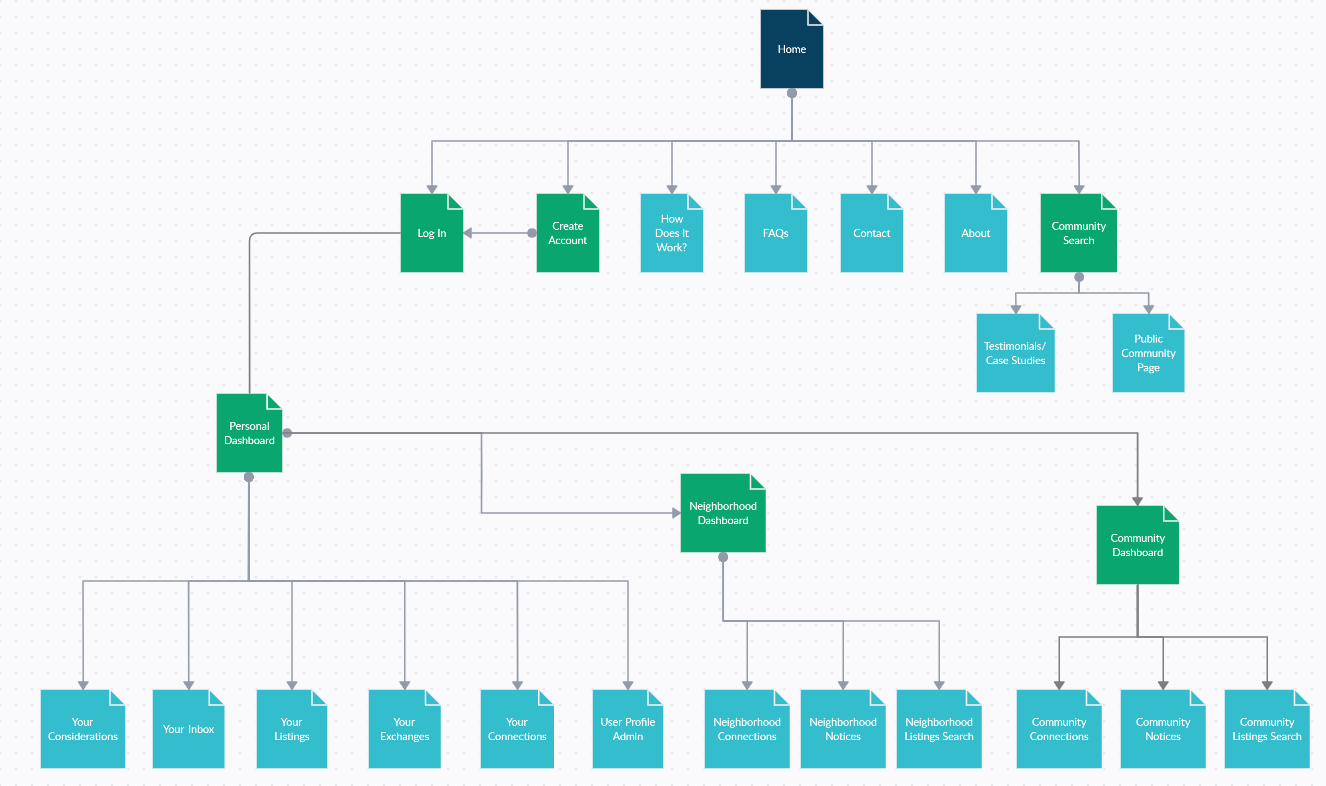 Home
Log In
Create
Account
How
Does It
Work?
FAQs
Contact
About
Community
Search
Testimonials/
Case Studies
Public
Community
Page
Personal
Dashboard
Neighborhood
Dashboard
Community
Dashboard
Your
Considerations
Your Inbox
Your
Listings
Your
Exchanges
Your
Connections
User Profile
Admin
Neighborhood
Connections
Neighborhood
Notices
Neighborhood
Listings Search
Community
Connections
Community
Notices
Community
Listings Search